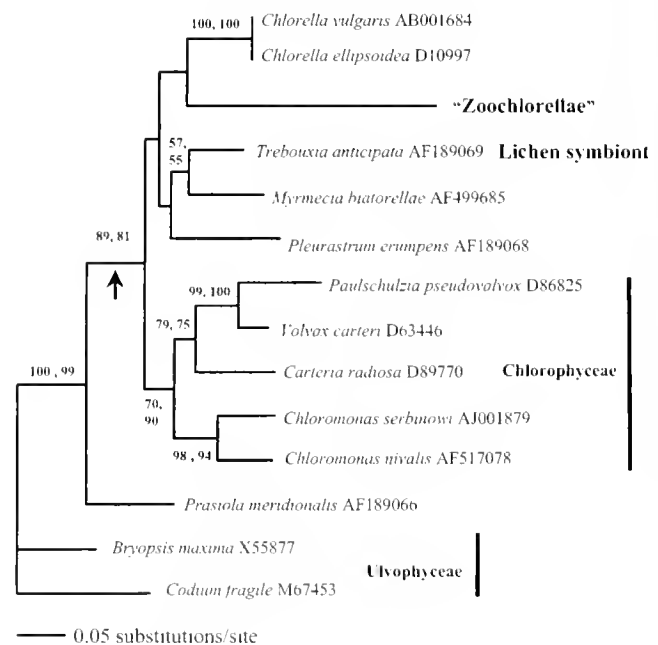 100, 100
Chlorella vulgaris AB001684
Chlorella ellipsoidea D10997
"Zoochlorellae"
57,
55
Trebouxia anticipata AF189069 Lichen symbiont
Myrmecia biatorellae AF499685
89, 81
Pleurastrum erumpens AF189068
99, 100
Paulschulzia pseudovolvox D86825
79, 75
Volvox carteri D63446
100, 99
Carteria radiosa D89770
Chlorophyceae
70,
90
Chloromonas serbinowi AJ001879
98, 94
Chloromonas nivalis AF517078
Prasiola meridionalis AF189066
Bryopsis maxima X55877
Ulvophyceae
Codium fragile M67453
0.05 substitutions/site